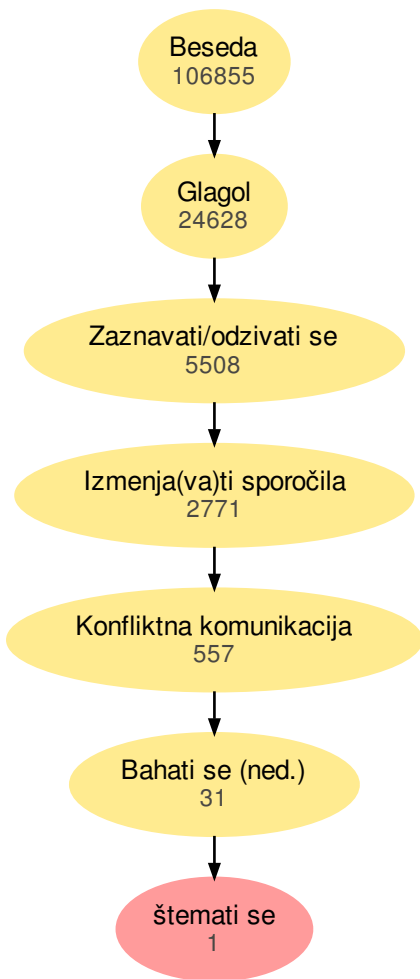 Beseda
106855
Glagol
24628
Zaznavati/odzivati se
5508
Izmenja(va)ti sporočila
2771
Konfliktna komunikacija
557
Bahati se (ned.)
31
štemati se
1